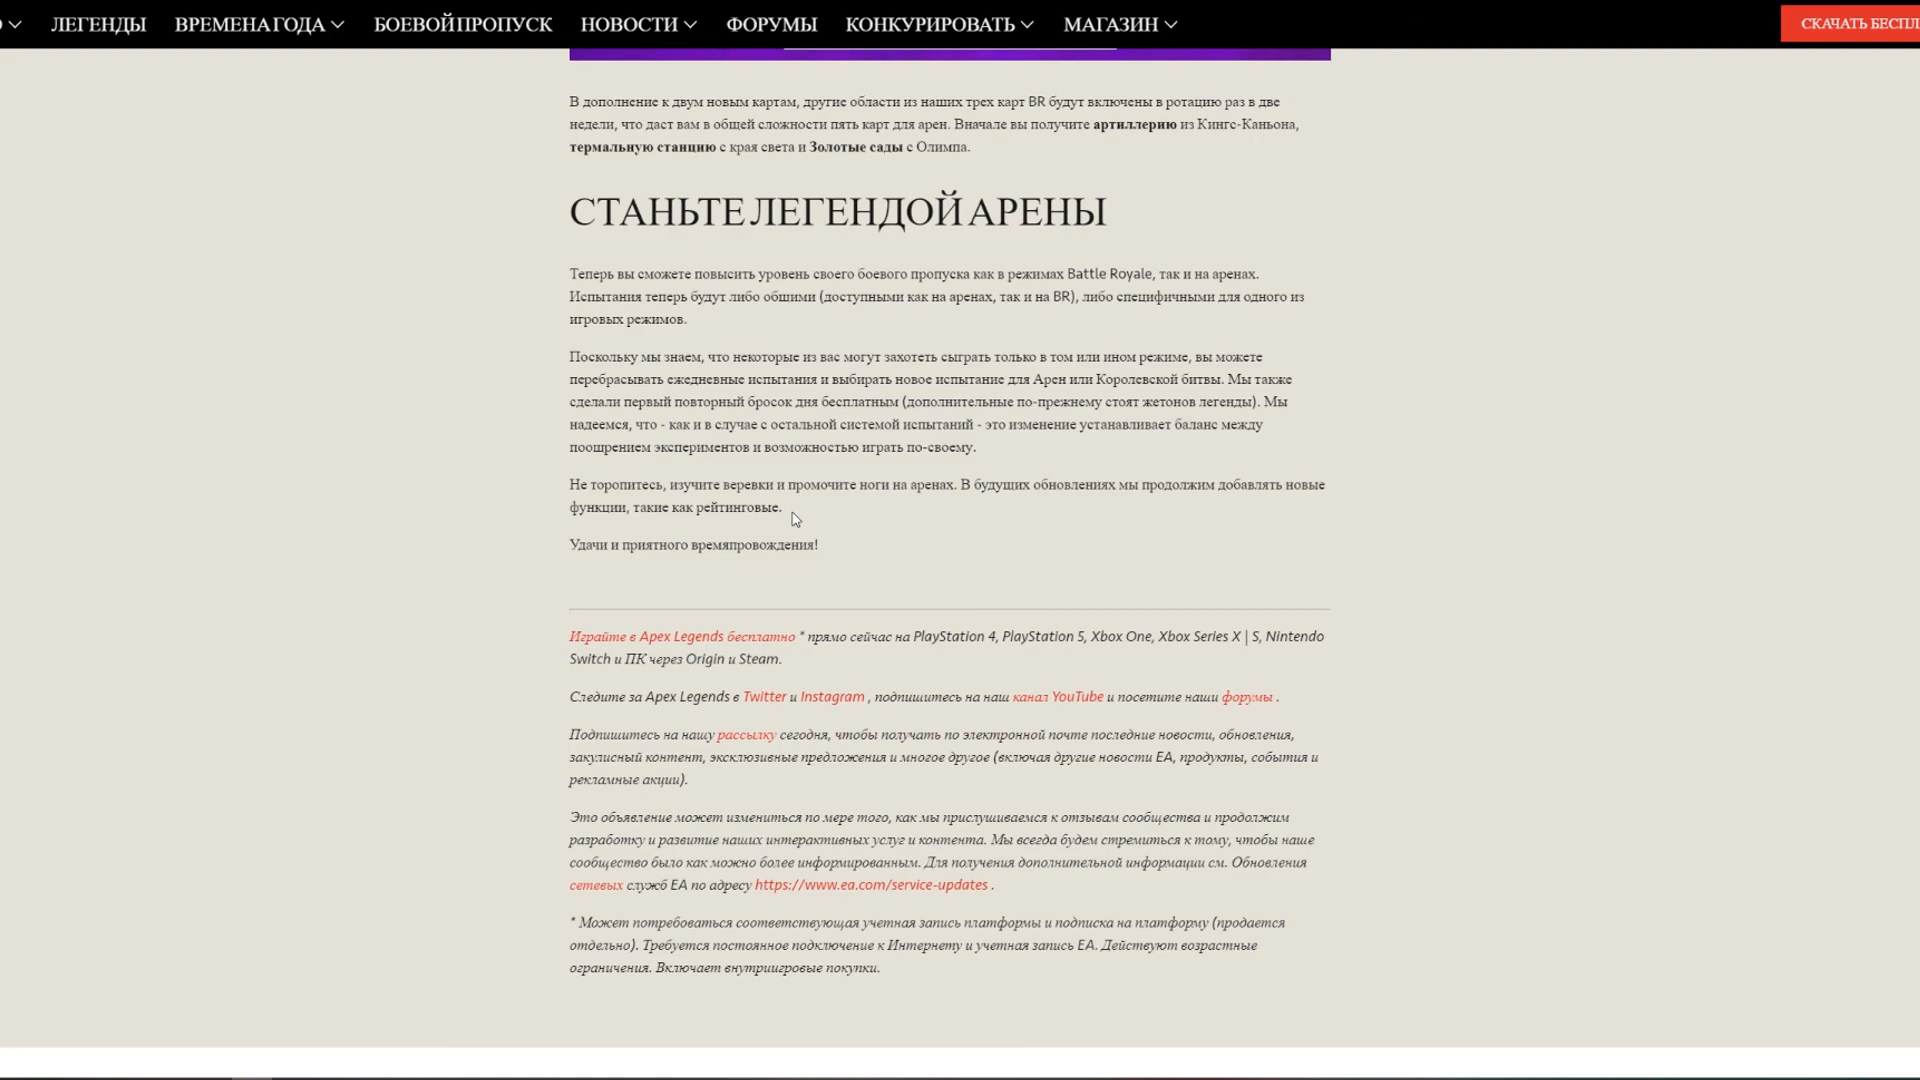 ЛЕГЕНДЫ ВРЕМЕНА ГОДА БОЕВОЙ ПРОПУСК НОВОСТИ ФОРУМЫ КОНКУРИРОВАТЬ МАГАЗИН СКАЧАТЬ БЕСПЛ
В дополнение к двум новым картам, другие области из наших трех карт BR будут включены в ротацию раз в две
недели, что даст вам в общей сложности пять карт для арен. Вначале вы получите артиллерию из Кингс-Каньона,
термальную станцию с края света и Золотые сады с Олимпа.
СТАНЬТЕ ЛЕГЕНДОЙ АРЕНЫ
Теперь вы сможете повысить уровень своего боевого пропуска как в режимах Battle Royale, так и на аренах.
Испытания теперь будут либо общими (доступными как на аренах, так и на BR), либо специфичными для одного из
игровых режимов.
Поскольку мы знаем, что некоторые из вас могут захотеть сыграть только в том или ином режиме, вы можете
перебрасывать ежедневные испытания и выбирать новое испытание для Арен или Королевской битвы. Мы также
сделали первый повторный бросок дня бесплатным (дополнительные по-прежнему стоят жетонов легенды). Мы
надеемся, что - как и в случае с остальной системой испытаний - это изменение устанавливает баланс между
поощрением экспериментов и возможностью играть по-своему.
Не торопитесь, изучите веревки и промочите ноги на аренах. В будущих обновлениях мы продолжим добавлять новые
функции, такие как рейтинговые.
Удачи и приятного времяпровождения!
Играйте в Apex Legends бесплатно * прямо сейчас на PlayStation 4, PlayStation 5, Xbox One, Xbox Series X | S, Nintendo
Switch и ПК через Origin и Steam.
Следите за Apex Legends в Twitter и Instagram , подпишитесь на наш канал YouTube и посетите наши форумы .
Подпишитесь на нашу рассылку сегодня, чтобы получать по электронной почте последние новости, обновления,
закулисный контент, эксклюзивные предложения и многое другое (включая другие новости EA, продукты, события и
рекламные акции).
Это объявление может измениться по мере того, как мы прислушиваемся к отзывам сообщества и продолжим
разработку и развитие наших интерактивных услуг и контента. Мы всегда будем стремиться к тому, чтобы наше
сообщество было как можно более информированным. Для получения дополнительной информации см. Обновления
сетевых служб EA по адресу https://www.ea.com/service-updates .
* Может потребоваться соответствующая учетная запись платформы и подписка на платформу (продается
отдельно). Требуется постоянное подключение к Интернету и учетная запись EA. Действуют возрастные
ограничения. Включает внутриигровые покупки.